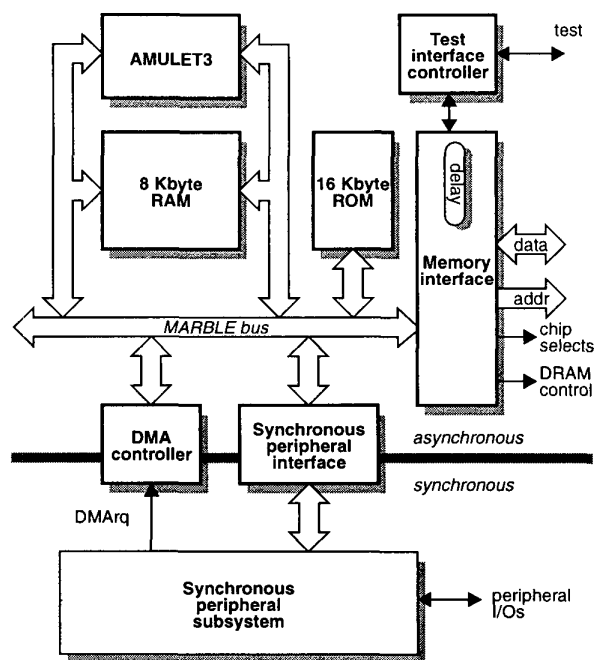 AMULET3
Test
interface
controller
test
8 Kbyte
RAM
16 Kbyte
ROM
delay
Memory
interface
data
addr
chip
selects
DRAM
control
MARBLE bus
DMA
controller
Synchronous
peripheral
interface
asynchronous
synchronous
DMArq
Synchronous
peripheral
subsystem
peripheral
I/Os